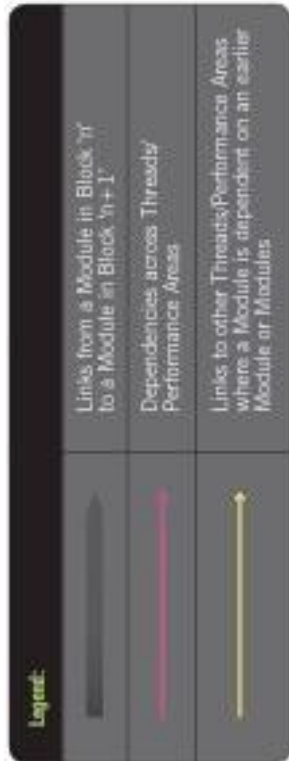 Legend:
Links from a Module in Block 'n'
to a Module in Block 'n + 1'
Dependencies across Threads/
Performance Areas
Links to other Threads/Performance Areas
where a Module is dependent on an earlier
Module or Modules